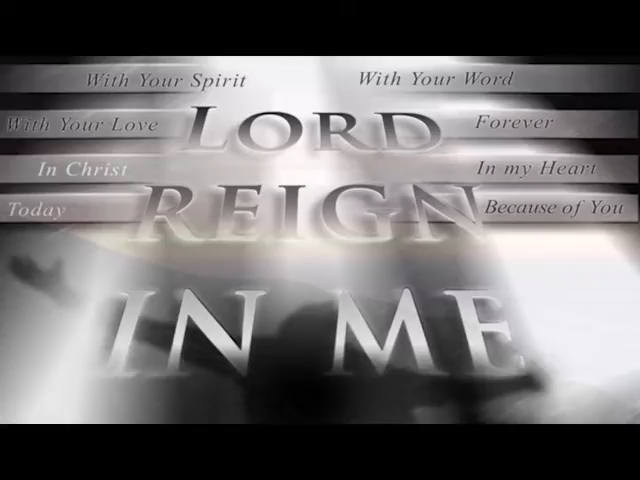 With Your Spirit
With Your Word
With Your Love
Forever
In Christ
In my Heart
Today
Because of You
LORD
REIGN
IN ME